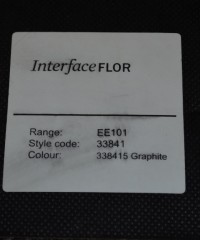 InterfaceFLOR
Range: EE101
Style code: 33841
Colour: 338415 Graphite